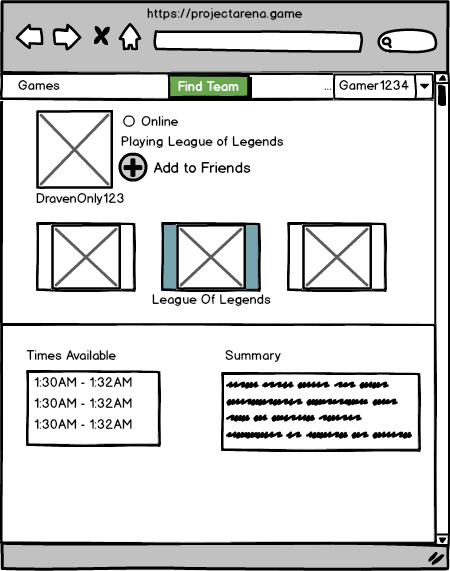 https://projectarena.game
Games
Find Team
...
Gamer1234
Online
Playing League of Legends
Add to Friends
DravenOnly123
League Of Legends
Times Available
1:30AM - 1:32AM
1:30AM - 1:32AM
1:30AM - 1:32AM
Summary